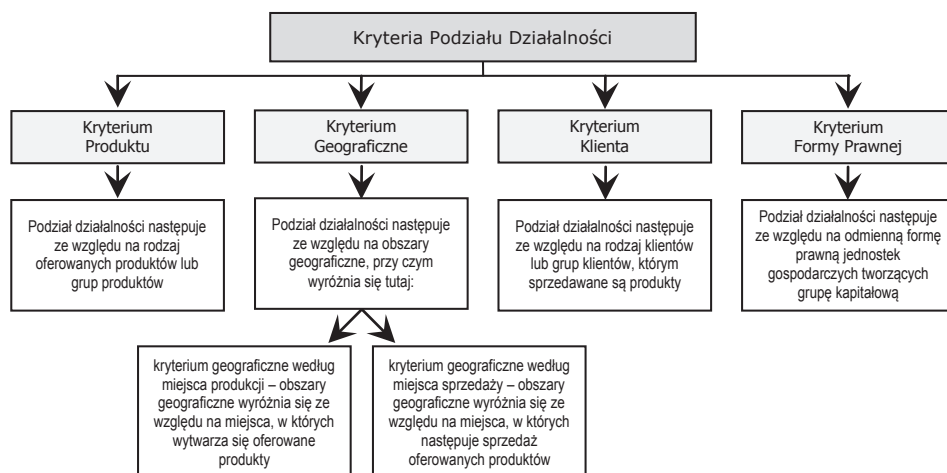 Kryteria Podziału Działalności
Kryterium
Produktu
Kryterium
Geograficzne
Kryterium
Klienta
Kryterium
Formy Prawnej
Podział działalności następuje
ze względu na rodzaj
oferowanych produktów lub
grup produktów
Podział działalności następuje
ze względu na obszary
geograficzne, przy czym
wyróżnia się tutaj:
Podział działalności następuje
ze względu na rodzaj klientów
lub grup klientów, którym
sprzedawane są produkty
Podział działalności następuje
ze względu na odmienną formę
prawną jednostek
gospodarczych tworzących
grupę kapitałową
kryterium geograficzne według
miejsca produkcji – obszary
geograficzne wyróżnia się ze
względu na miejsca, w których
wytwarza się oferowane
produkty
kryterium geograficzne według
miejsca sprzedaży – obszary
geograficzne wyróżnia się ze
względu na miejsca, w których
następuje sprzedaż
oferowanych produktów